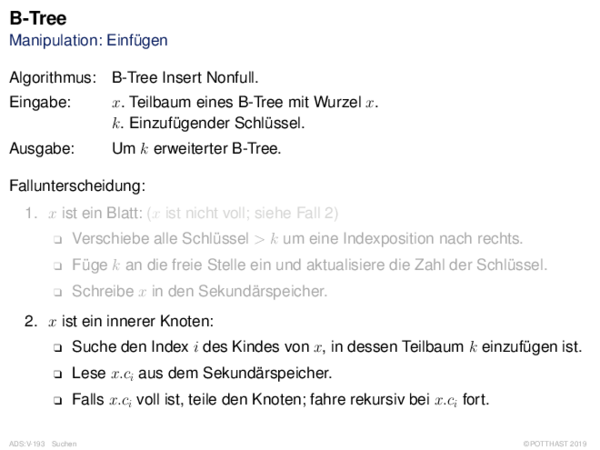 B-Tree
Manipulation: Einfügen
Algorithmus: B-Tree Insert Nonfull.
Eingabe: x. Teilbaum eines B-Tree mit Wurzel x.
k. Einzufügender Schlüssel.
Ausgabe: Um k erweiterter B-Tree.
Fallunterscheidung:
1. x ist ein Blatt: (x ist nicht voll; siehe Fall 2)
❑ Verschiebe alle Schlüssel > k um eine Indexposition nach rechts.
❑ Füge k an die freie Stelle ein und aktualisiere die Zahl der Schlüssel.
❑ Schreibe x in den Sekundärspeicher.
2. x ist ein innerer Knoten:
❑ Suche den Index i des Kindes von x, in dessen Teilbaum k einzufügen ist.
❑ Lese x.cᵢ aus dem Sekundärspeicher.
❑ Falls x.cᵢ voll ist, teile den Knoten; fahre rekursiv bei x.cᵢ fort.
ADS:V-193 Suchen ©POTTHAST 2019